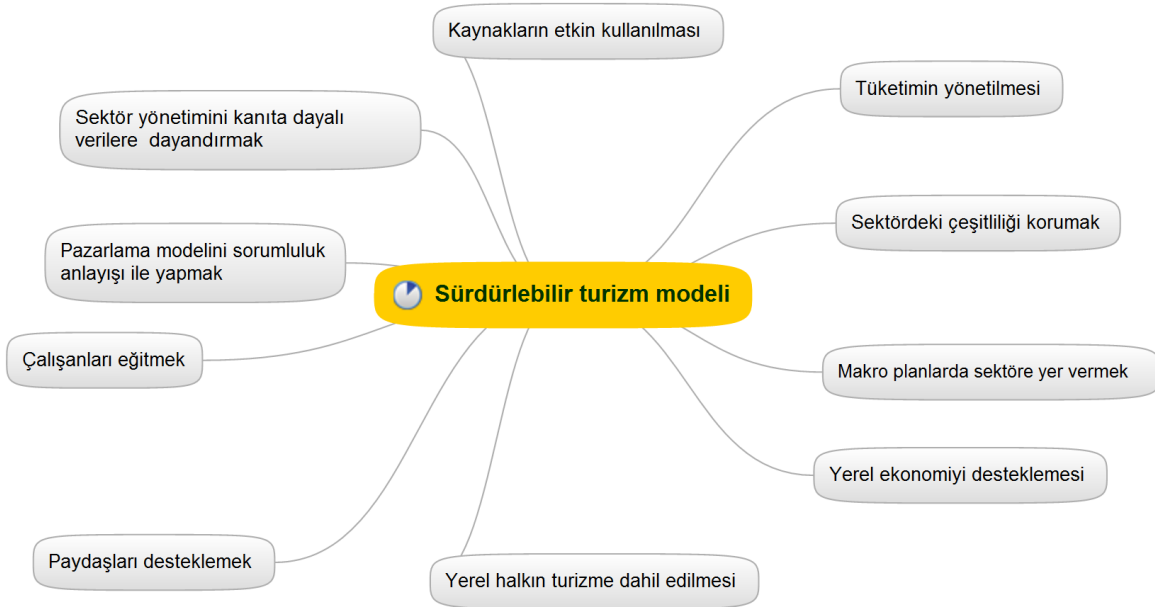 Kaynakların etkin kullanılması
Tüketimin yönetilmesi
Sektör yönetimini kanıta dayalı
verilere dayandırmak
Sektördeki çeşitliliği korumak
Pazarlama modelini sorumluluk
anlayışı ile yapmak
Sürdürlebilir turizm modeli
Çalışanları eğitmek
Makro planlarda sektöre yer vermek
Yerel ekonomiyi desteklemesi
Paydaşları desteklemek
Yerel halkın turizme dahil edilmesi